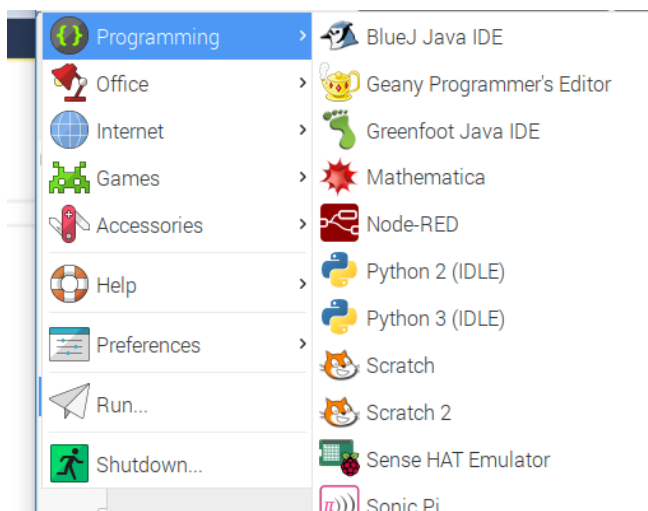 Programming
Office
Internet
Games
Accessories
Help
Preferences
Run...
Shutdown...
BlueJ Java IDE
Geany Programmer's Editor
Greenfoot Java IDE
Mathematica
Node-RED
Python 2 (IDLE)
Python 3 (IDLE)
Scratch
Scratch 2
Sense HAT Emulator
Sonic Pi